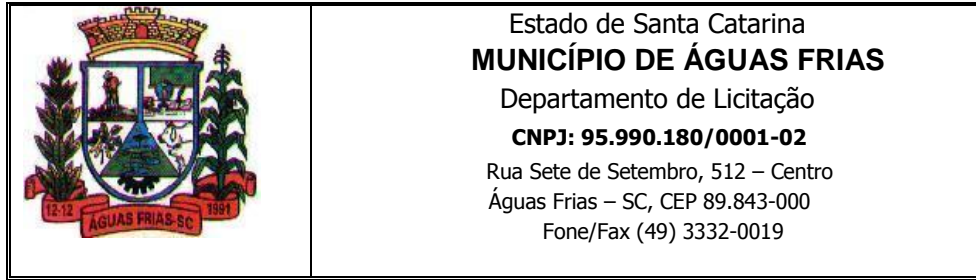 12-12
ÁGUAS FRIAS-SC
1991
Estado de Santa Catarina
MUNICÍPIO DE ÁGUAS FRIAS
Departamento de Licitação
CNPJ: 95.990.180/0001-02
Rua Sete de Setembro, 512 – Centro
Águas Frias – SC, CEP 89.843-000
Fone/Fax (49) 3332-0019